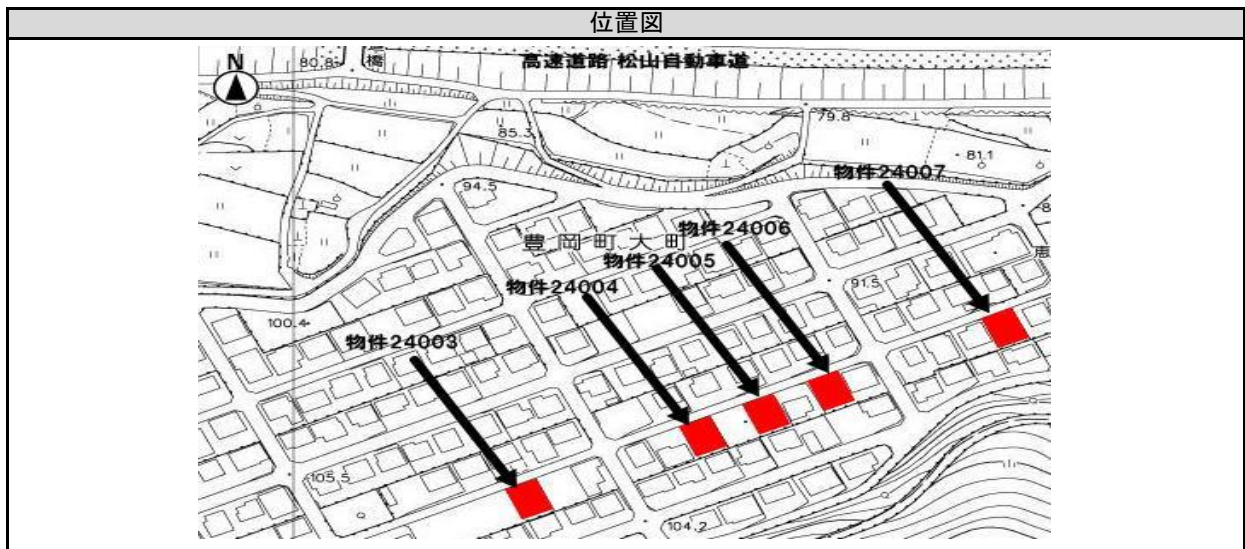 位置図
N
80.8
橋
高速道路 松山自動車道
79.8
85.3
81.1
94.5
物件24007
物件24006
豊岡町大町
物件24005
物件24004
91.5
100.4
物件24003
105.5
104.2